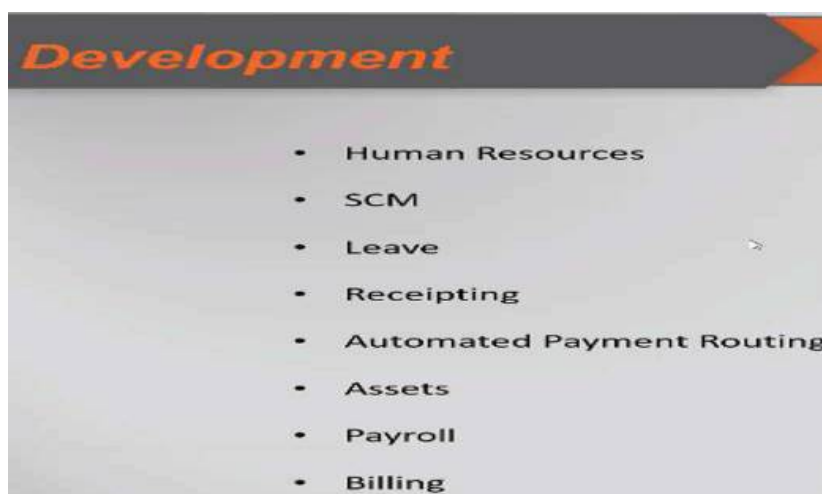 Development
• Human Resources
• SCM
• Leave
• Receipting
• Automated Payment Routing
• Assets
• Payroll
• Billing